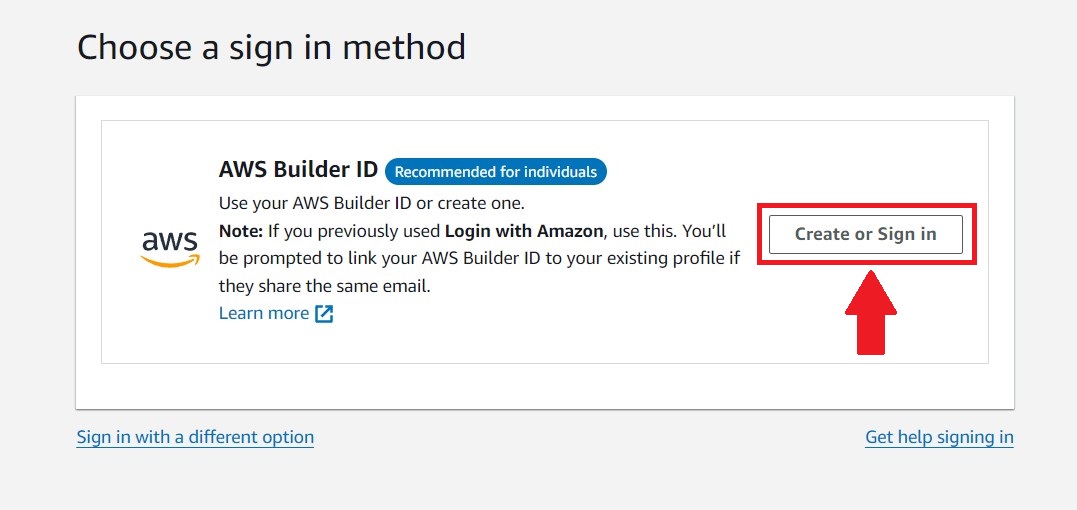 Choose a sign in method
AWS Builder ID Recommended for individuals
Use your AWS Builder ID or create one.
Note: If you previously used Login with Amazon, use this. You’ll
be prompted to link your AWS Builder ID to your existing profile if
they share the same email.
Learn more
aws
Create or Sign in
Sign in with a different option
Get help signing in